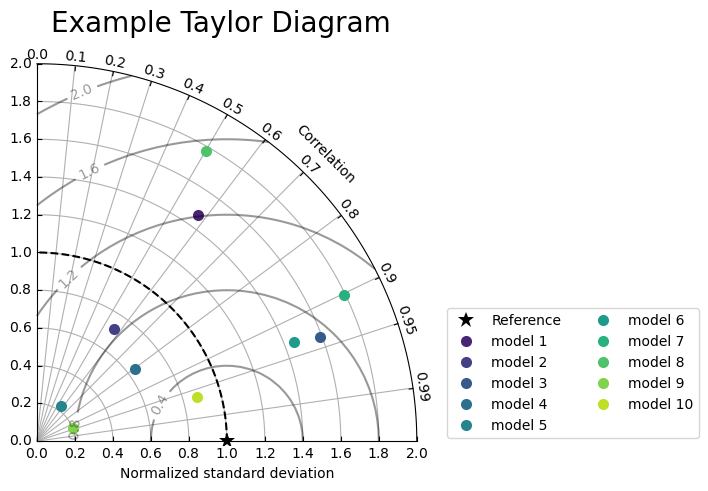 Example Taylor Diagram
0.0 0.1 0.2 0.3 0.4 0.5 0.6 0.7 0.8 0.9 0.95 0.99
Correlation
2.0
1.8
1.6
1.4
1.2
1.0
0.8
0.6
0.4
0.2
0.0
2.0
1.6
1.2
0.8
0.4
0.0 0.2 0.4 0.6 0.8 1.0 1.2 1.4 1.6 1.8 2.0
Normalized standard deviation
Reference
model 1
model 2
model 3
model 4
model 5
model 6
model 7
model 8
model 9
model 10